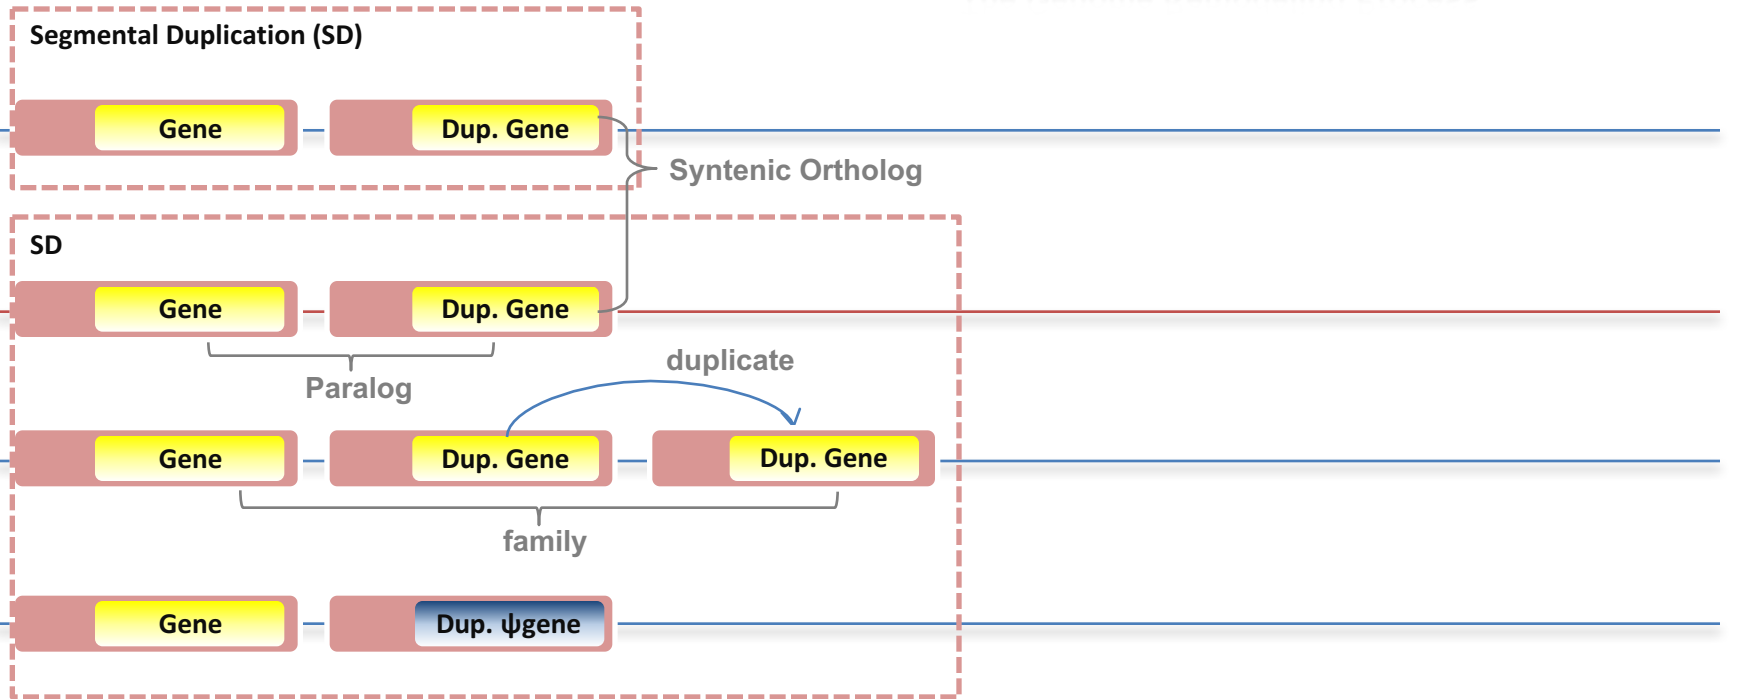 Segmental Duplication (SD)
Gene
Dup. Gene
Syntenic Ortholog
SD
Gene
Dup. Gene
Paralog
duplicate
Gene
Dup. Gene
Dup. Gene
family
Gene
Dup. ψgene